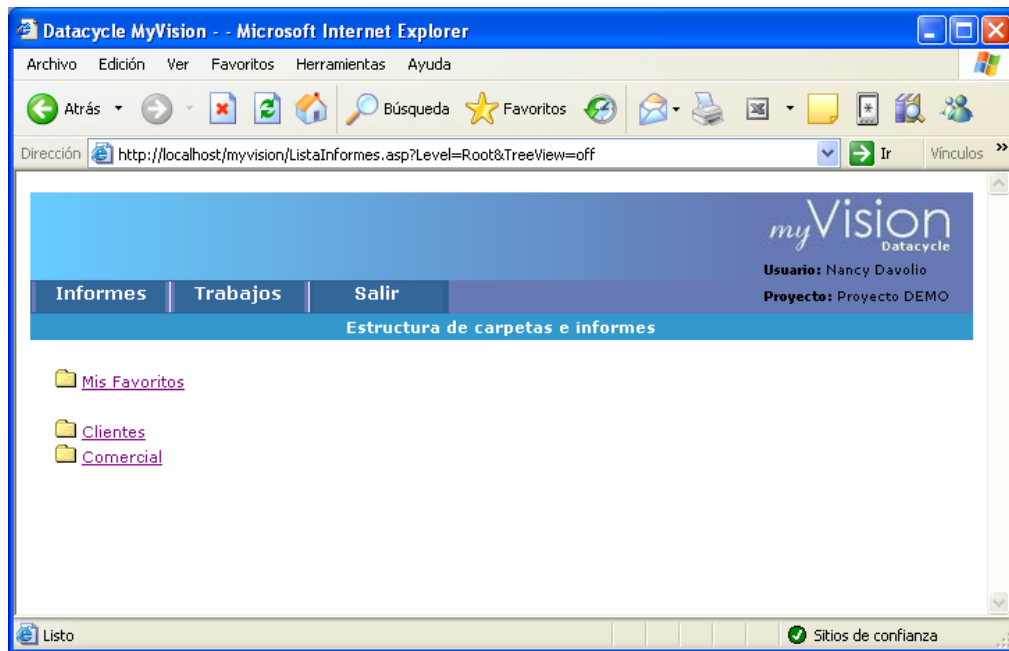 Datacycle MyVision - - Microsoft Internet Explorer
Archivo Edición Ver Favoritos Herramientas Ayuda
Atrás Búsqueda Favoritos
Dirección http://localhost/myvision/ListaInformes.asp?Level=Root&TreeView=off Ir Vínculos »
myVision
Datacycle
Usuario: Nancy Davolio
Informes Trabajos Salir Proyecto: Proyecto DEMO
Estructura de carpetas e informes
Mis Favoritos
Clientes
Comercial
Listo Sitios de confianza